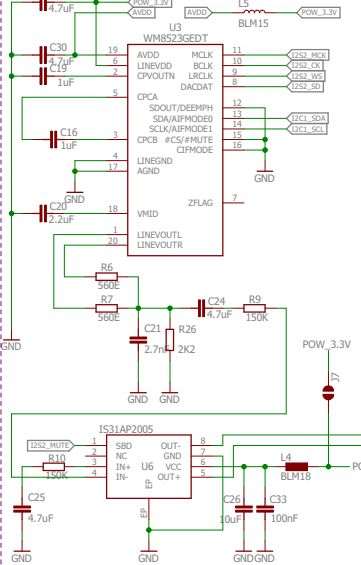 4.7uF
POW_3.3V
AVDD
AVDD
L5
POW_3.3V
BLM15
U3
WM8523GEDT
C30
4.7uF
C19
1uF
19 AVDD MCLK 11 I2S2_MCK
6 LINEVDD BCLK 10 I2S2_CK
2 CPVOUTN LRCLK 9 I2S2_WS
DACDAT 8 I2S2_SD
5 CPCA
SDOUT/DEEMPH 12
SDA/AIFMODE0 13 I2C1_SDA
SCLK/AIFMODE1 14 I2C1_SCL
C16
1uF
3 CPCB #CS/#MUTE 15
CIFMODE 16
4 LINEGND
17 AGND
GND
GND
C20
2.2uF
18 VMID
ZFLAG 7
1 LINEVOUTL
20 LINEVOUTR
R6
560E
R7
560E
C24
4.7uF
R9
150K
C21
2.7nF
R26
2K2
GND
GND
GND
POW_3.3V
J7
IS31AP2005
I2S2_MUTE 1 SBD OUT- 8
2 NC GND 7
R10
150K
3 IN+ U6 VCC 6
4 IN- OUT+ 5
EP
EP
L4
BLM18
PO
C25
4.7uF
C26
10uF
C33
100nF
GND
GND
GND
GND